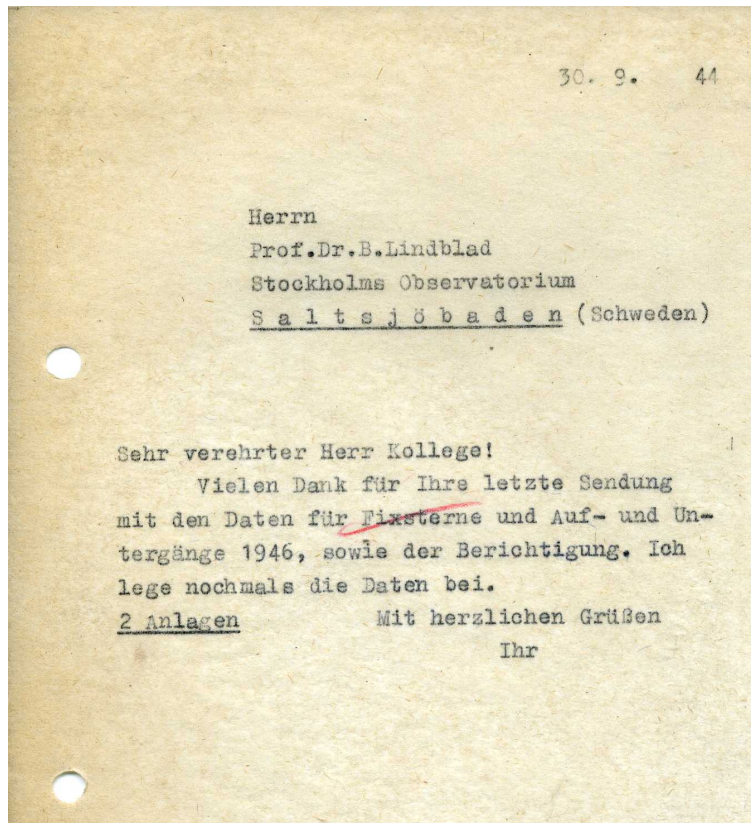 30. 9. 44
Herrn
Prof.Dr.B.Lindblad
Stockholms Observatorium
S a l t s j ö b a d e n (Schweden)
Sehr verehrter Herr Kollege!
Vielen Dank für Ihre letzte Sendung
mit den Daten für Fixsterne und Auf- und Un-
tergänge 1946, sowie der Berichtigung. Ich
lege nochmals die Daten bei.
2 Anlagen Mit herzlichen Grüßen
Ihr